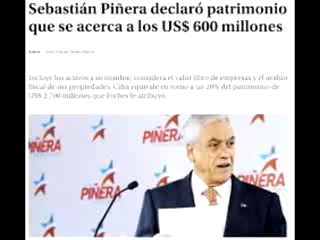 Sebastián Piñera declaró patrimonio
que se acerca a los US$ 600 millones
Incluye los activos a su nombre, considera el valor libro de empresas y el avalúo
fiscal de sus propiedades. Cifra equivale en torno a un 20% del patrimonio de
US$ 2.700 millones que Forbes le atribuye.
PIÑERA
PIÑERA
PIÑERA
PIÑERA